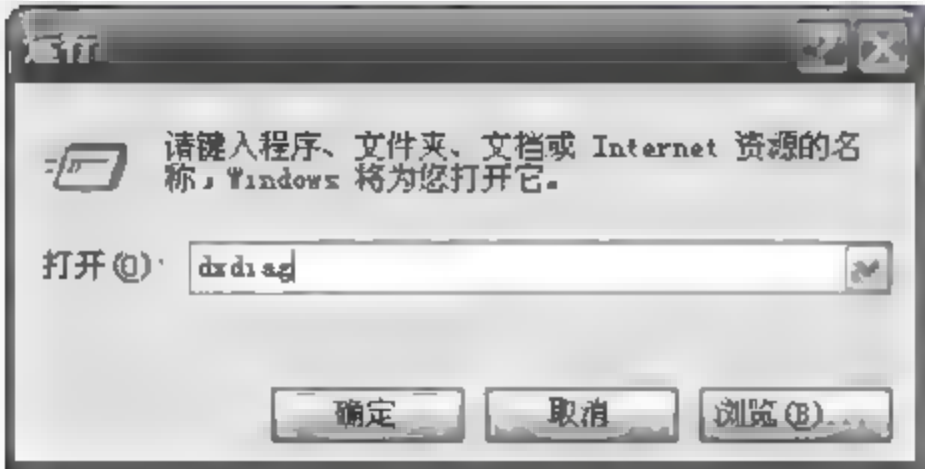 运行
请键入程序、文件夹、文档或 Internet 资源的名
称，Windows 将为您打开它。
打开(O)：
dxdiag
确定
取消
浏览(B)...